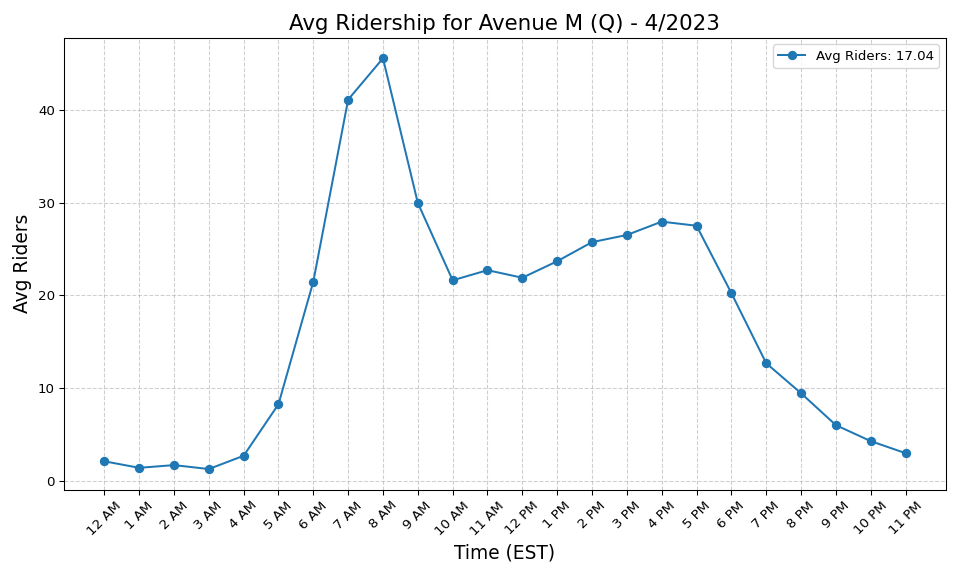 Avg Ridership for Avenue M (Q) - 4/2023
Avg Riders: 17.04
Avg Riders
40
30
20
10
0
12 AM
1 AM
2 AM
3 AM
4 AM
5 AM
6 AM
7 AM
8 AM
9 AM
10 AM
11 AM
12 PM
1 PM
2 PM
3 PM
4 PM
5 PM
6 PM
7 PM
8 PM
9 PM
10 PM
11 PM
Time (EST)